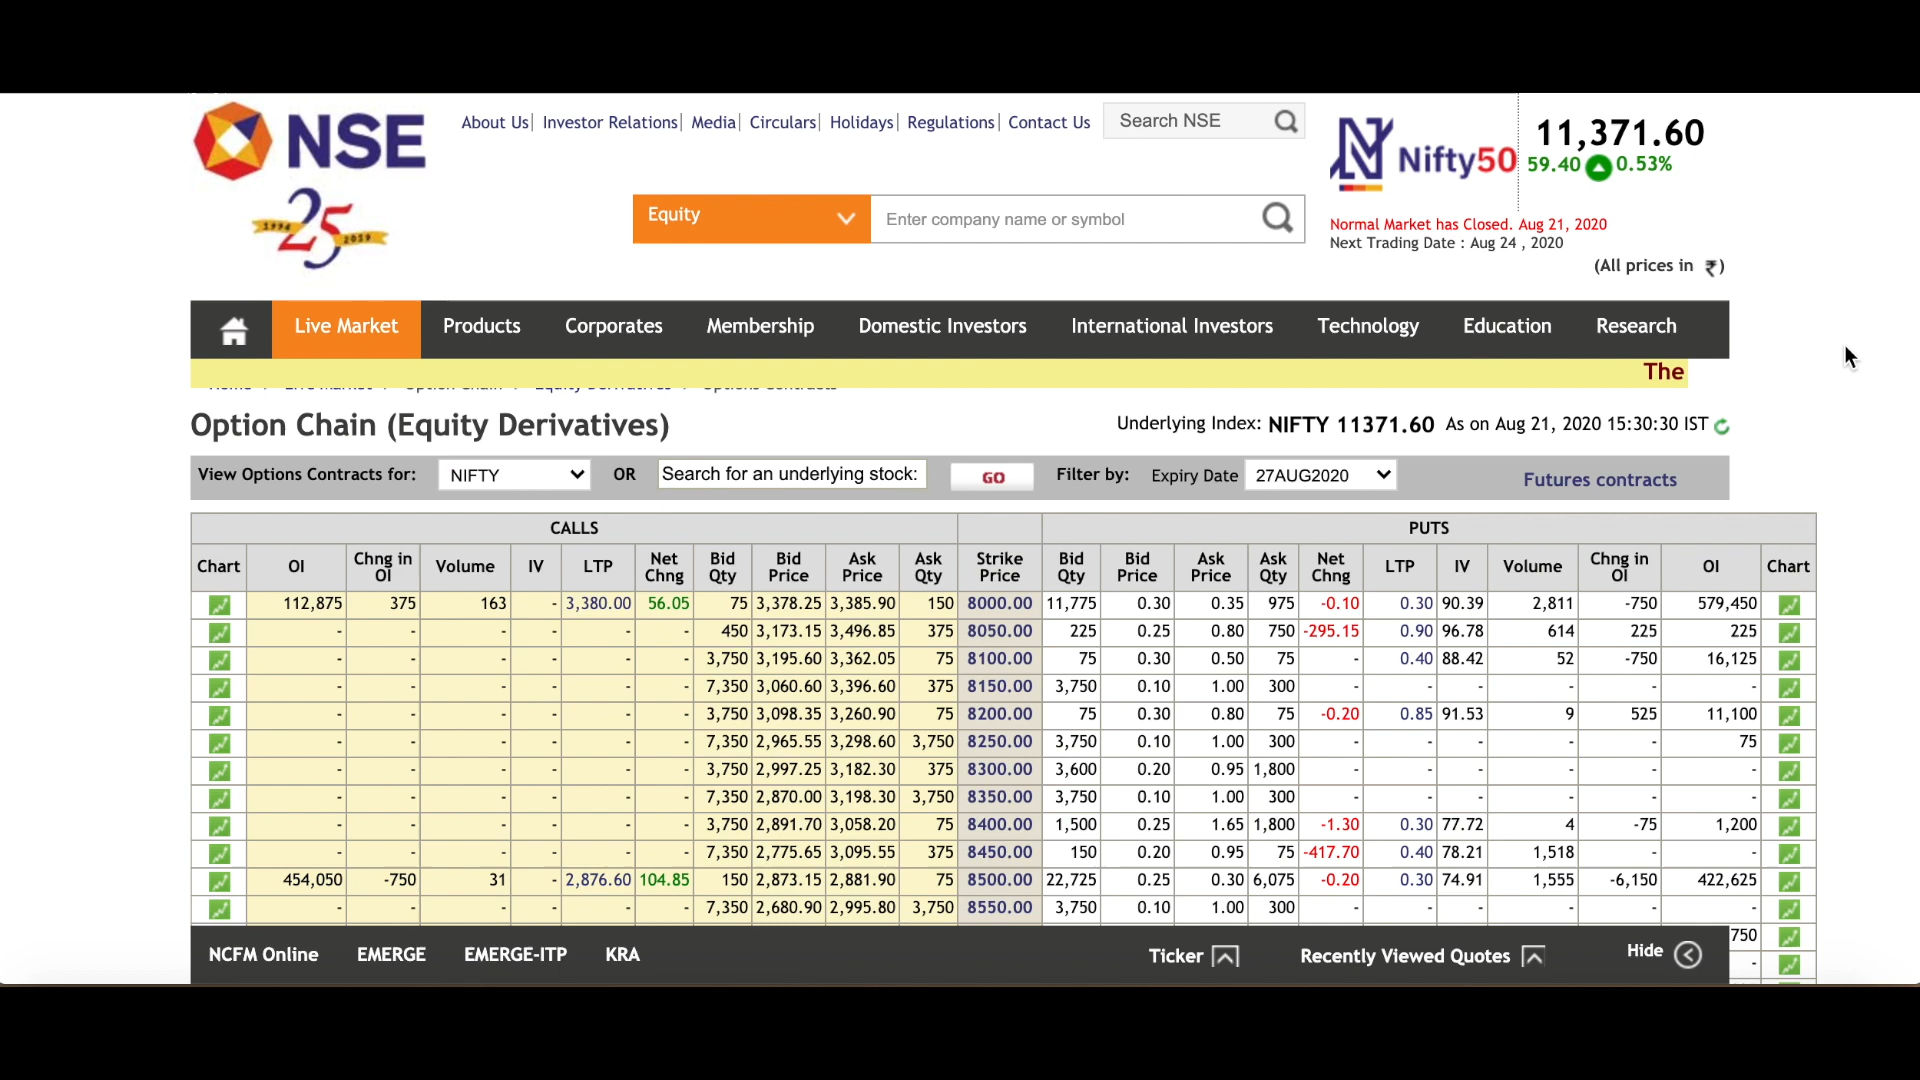 NSE
1994 25 2019
About Us| Investor Relations| Media| Circulars| Holidays| Regulations| Contact Us
Search NSE
Equity
Enter company name or symbol
Nifty50
11,371.60
59.40 0.53%
Normal Market has Closed. Aug 21, 2020
Next Trading Date : Aug 24 , 2020
(All prices in ₹)
Live Market Products Corporates Membership Domestic Investors International Investors Technology Education Research
The
Home Live Market Option Chain Equity Derivatives Options Contracts
Option Chain (Equity Derivatives)
Underlying Index: NIFTY 11371.60 As on Aug 21, 2020 15:30:30 IST
View Options Contracts for: NIFTY OR Search for an underlying stock: GO Filter by: Expiry Date 27AUG2020 Futures contracts
CALLS PUTS
Chart OI Chng in OI Volume IV LTP Net Chng Bid Qty Bid Price Ask Price Ask Qty Strike Price Bid Qty Bid Price Ask Price Ask Qty Net Chng LTP IV Volume Chng in OI OI Chart
112,875 375 163 - 3,380.00 56.05 75 3,378.25 3,385.90 150 8000.00 11,775 0.30 0.35 975 -0.10 0.30 90.39 2,811 -750 579,450
- - - - - - 450 3,173.15 3,496.85 375 8050.00 225 0.25 0.80 750 -295.15 0.90 96.78 614 225 225
- - - - - - 3,750 3,195.60 3,362.05 75 8100.00 75 0.30 0.50 75 - 0.40 88.42 52 -750 16,125
- - - - - - 7,350 3,060.60 3,396.60 375 8150.00 3,750 0.10 1.00 300 - - - - - -
- - - - - - 3,750 3,098.35 3,260.90 75 8200.00 75 0.30 0.80 75 -0.20 0.85 91.53 9 525 11,100
- - - - - - 7,350 2,965.55 3,298.60 3,750 8250.00 3,750 0.10 1.00 300 - - - - - 75
- - - - - - 3,750 2,997.25 3,182.30 375 8300.00 3,600 0.20 0.95 1,800 - - - - - -
- - - - - - 7,350 2,870.00 3,198.30 3,750 8350.00 3,750 0.10 1.00 300 - - - - - -
- - - - - - 3,750 2,891.70 3,058.20 75 8400.00 1,500 0.25 1.65 1,800 -1.30 0.30 77.72 4 -75 1,200
- - - - - - 7,350 2,775.65 3,095.55 375 8450.00 150 0.20 0.95 75 -417.70 0.40 78.21 1,518 - -
454,050 -750 31 - 2,876.60 104.85 150 2,873.15 2,881.90 75 8500.00 22,725 0.25 0.30 6,075 -0.20 0.30 74.91 1,555 -6,150 422,625
- - - - - - 7,350 2,680.90 2,995.80 3,750 8550.00 3,750 0.10 1.00 300 - - - - - -
750
-
NCFM Online EMERGE EMERGE-ITP KRA Ticker Recently Viewed Quotes Hide